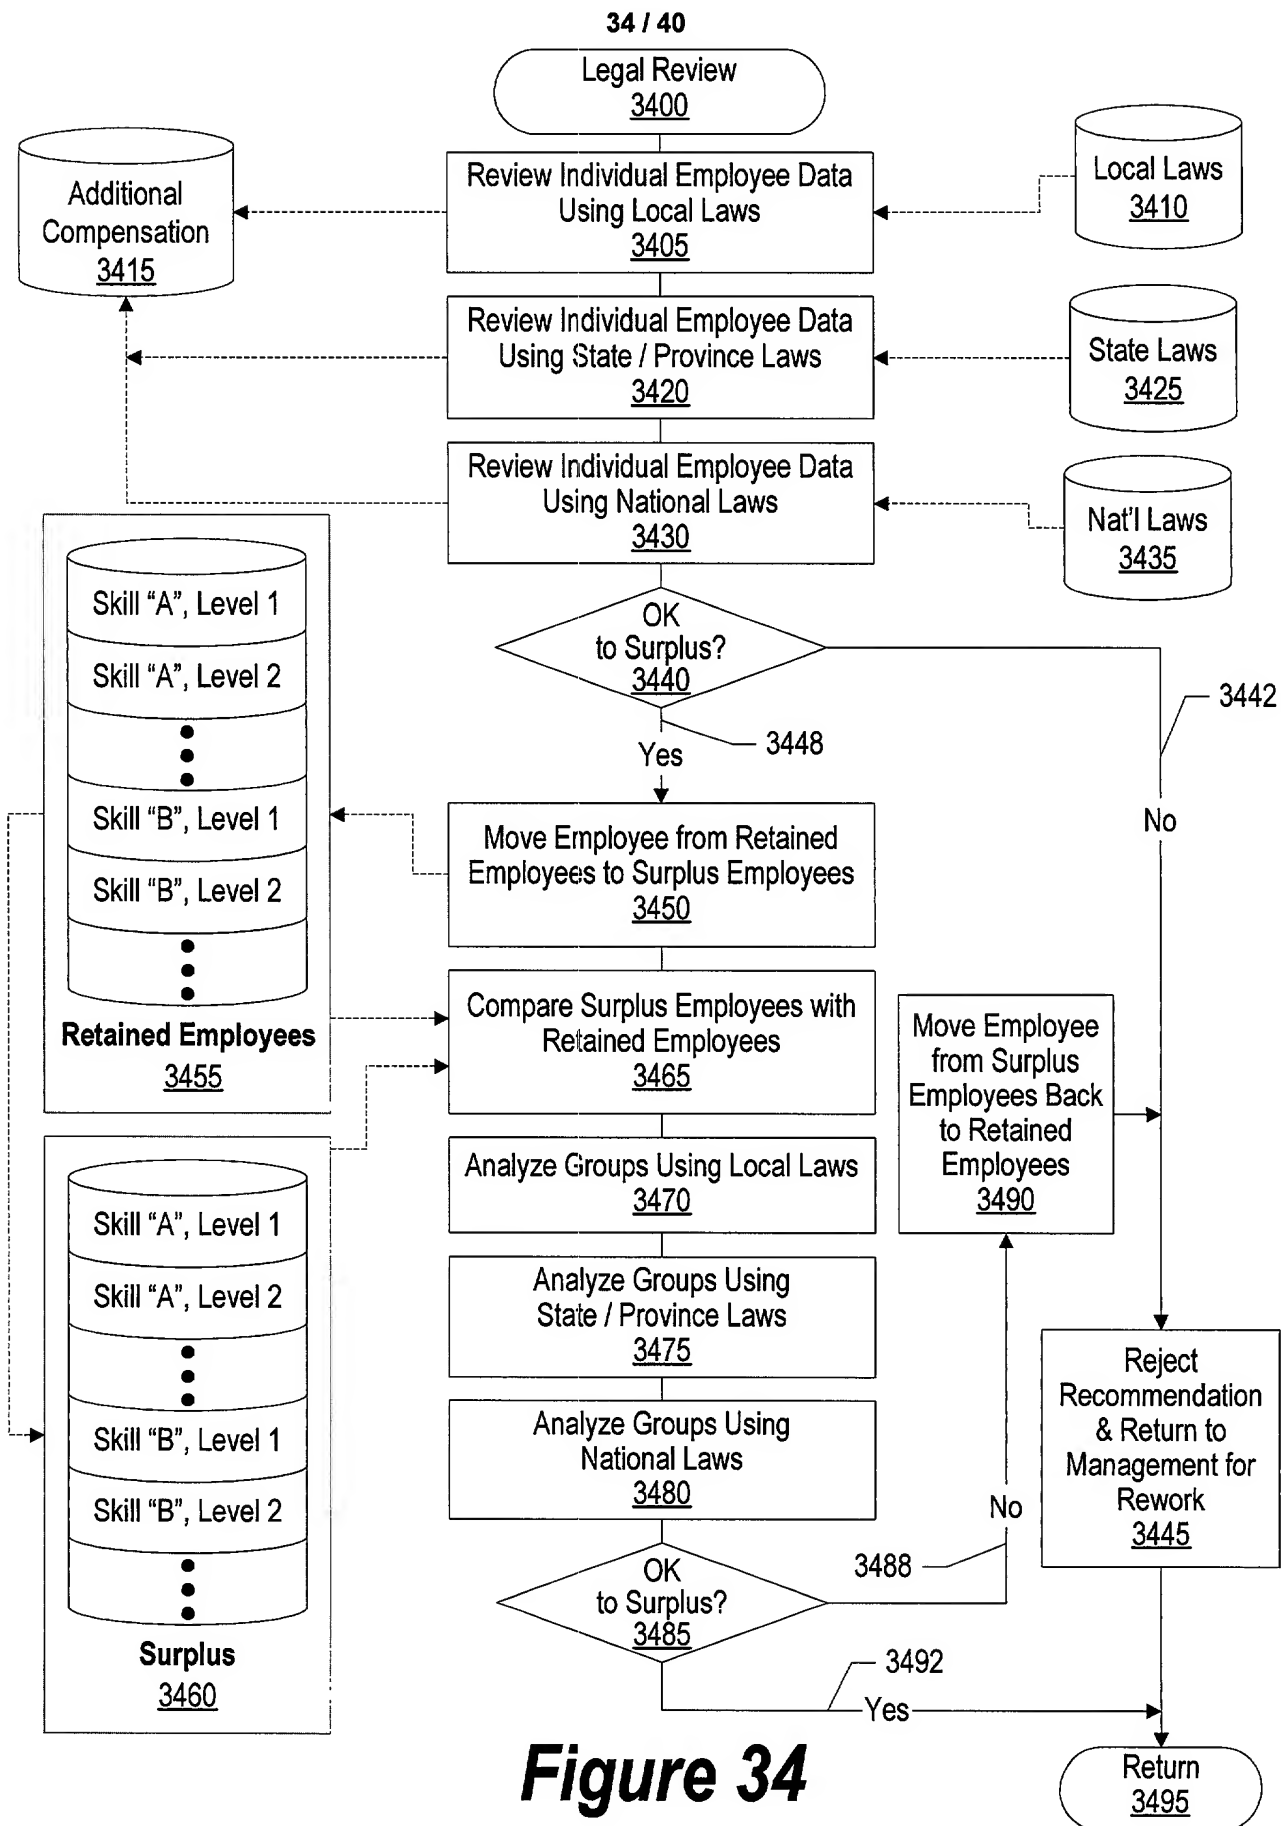 34 / 40
Legal Review
3400
Additional
Compensation
3415
Review Individual Employee Data
Using Local Laws
3405
Local Laws
3410
Review Individual Employee Data
Using State / Province Laws
3420
State Laws
3425
Review Individual Employee Data
Using National Laws
3430
Nat'l Laws
3435
OK
to Surplus?
3440
3442
3448
Yes
No
Skill "A", Level 1
Skill "A", Level 2
Skill "B", Level 1
Skill "B", Level 2
Retained Employees
3455
Move Employee from Retained
Employees to Surplus Employees
3450
Compare Surplus Employees with
Retained Employees
3465
Move Employee
from Surplus
Employees Back
to Retained
Employees
3490
Analyze Groups Using Local Laws
3470
Skill "A", Level 1
Skill "A", Level 2
Skill "B", Level 1
Skill "B", Level 2
Surplus
3460
Analyze Groups Using
State / Province Laws
3475
Analyze Groups Using
National Laws
3480
Reject
Recommendation
& Return to
Management for
Rework
3445
No
3488
OK
to Surplus?
3485
3492
Yes
Return
3495
Figure 34